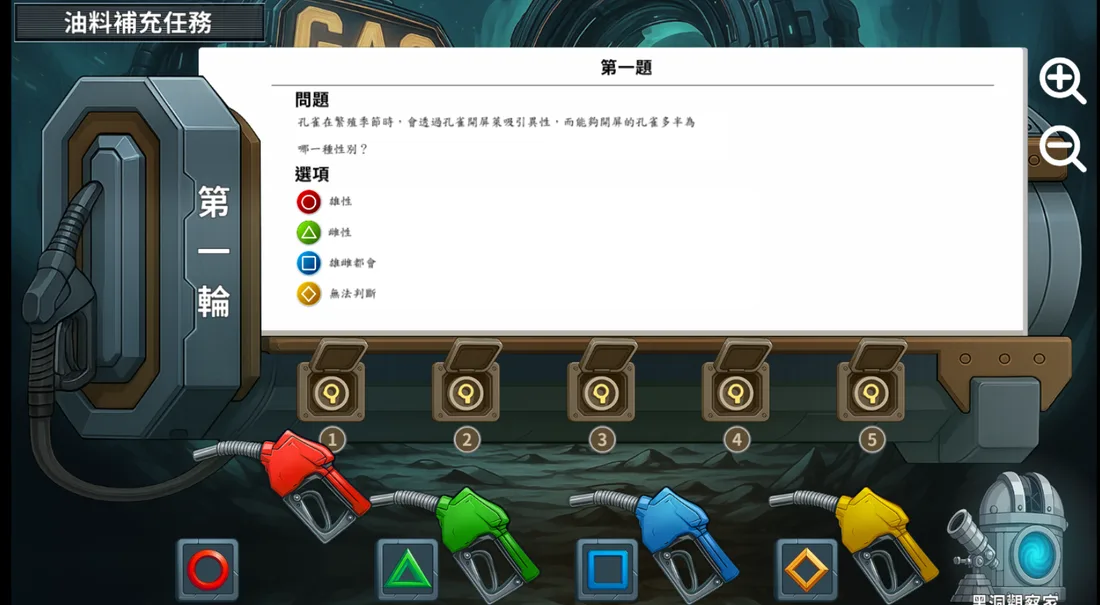 油料補充任務
GAS
第一題
問題
孔雀在繁殖季節時，會透過孔雀開屏來吸引異性，而能夠開屏的孔雀多半為
哪一種性別？
選項
雄性
雌性
雄雌都會
無法判斷
第一輪
1
2
3
4
5
黑洞觀察家